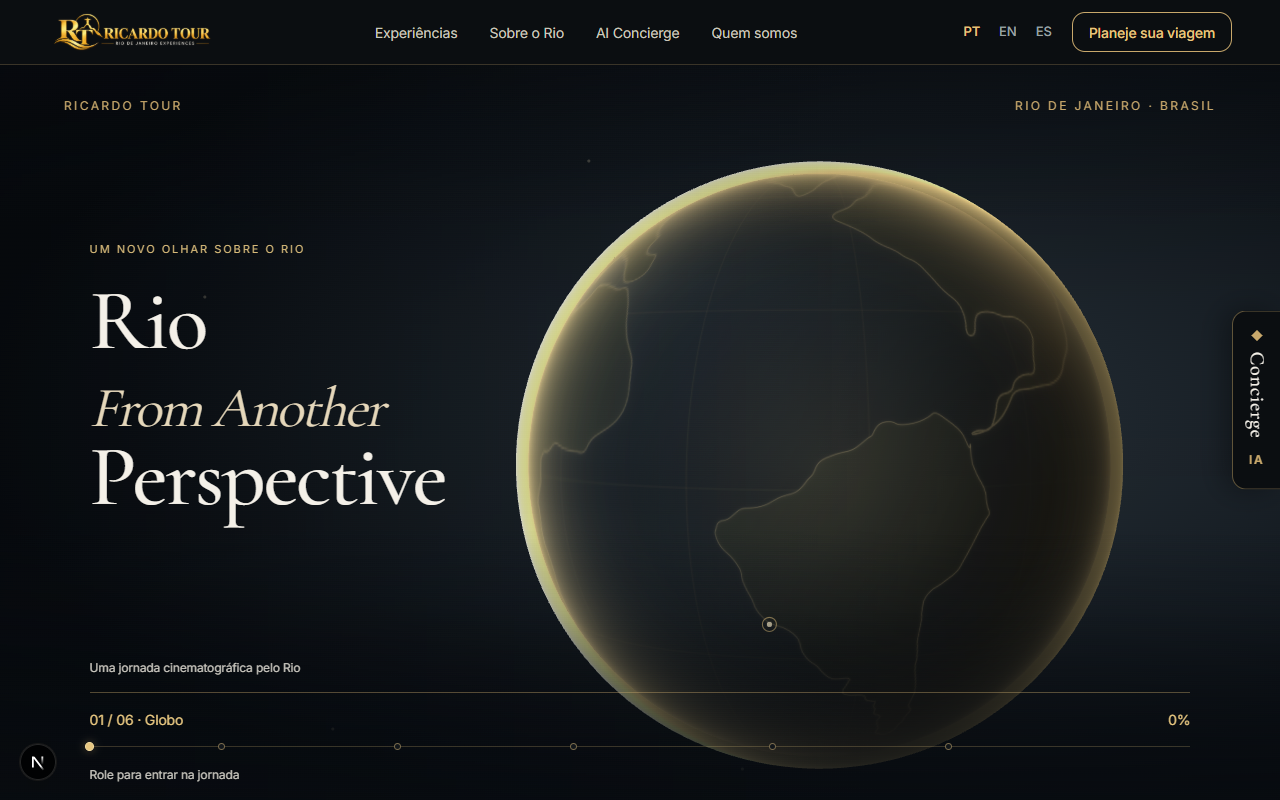 RICARDO TOUR
RIO DE JANEIRO EXPERIENCES
Experiências
Sobre o Rio
AI Concierge
Quem somos
PT
EN
ES
Planeje sua viagem
RICARDO TOUR
RIO DE JANEIRO · BRASIL
UM NOVO OLHAR SOBRE O RIO
Rio
From Another
Perspective
Concierge
IA
Uma jornada cinematográfica pelo Rio
01 / 06 · Globo
0%
N
Role para entrar na jornada